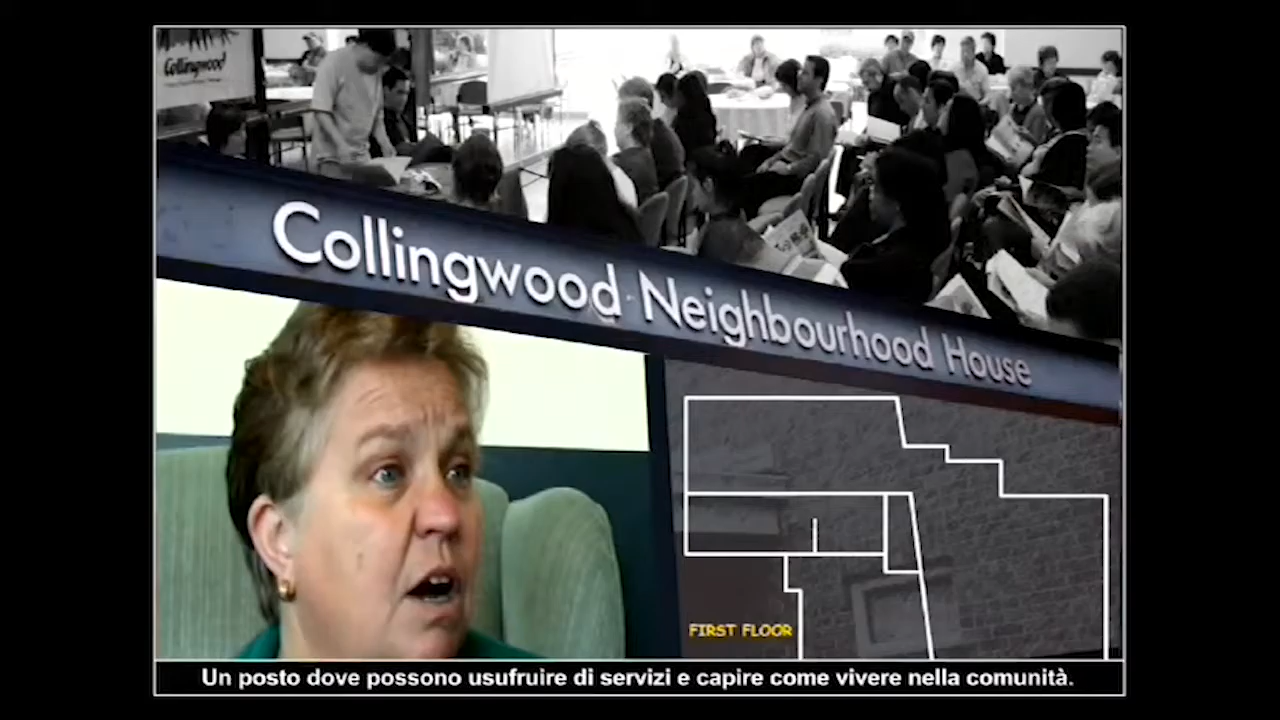 Collingwood
Collingwood Neighbourhood House
FIRST FLOOR
Un posto dove possono usufruire di servizi e capire come vivere nella comunità.